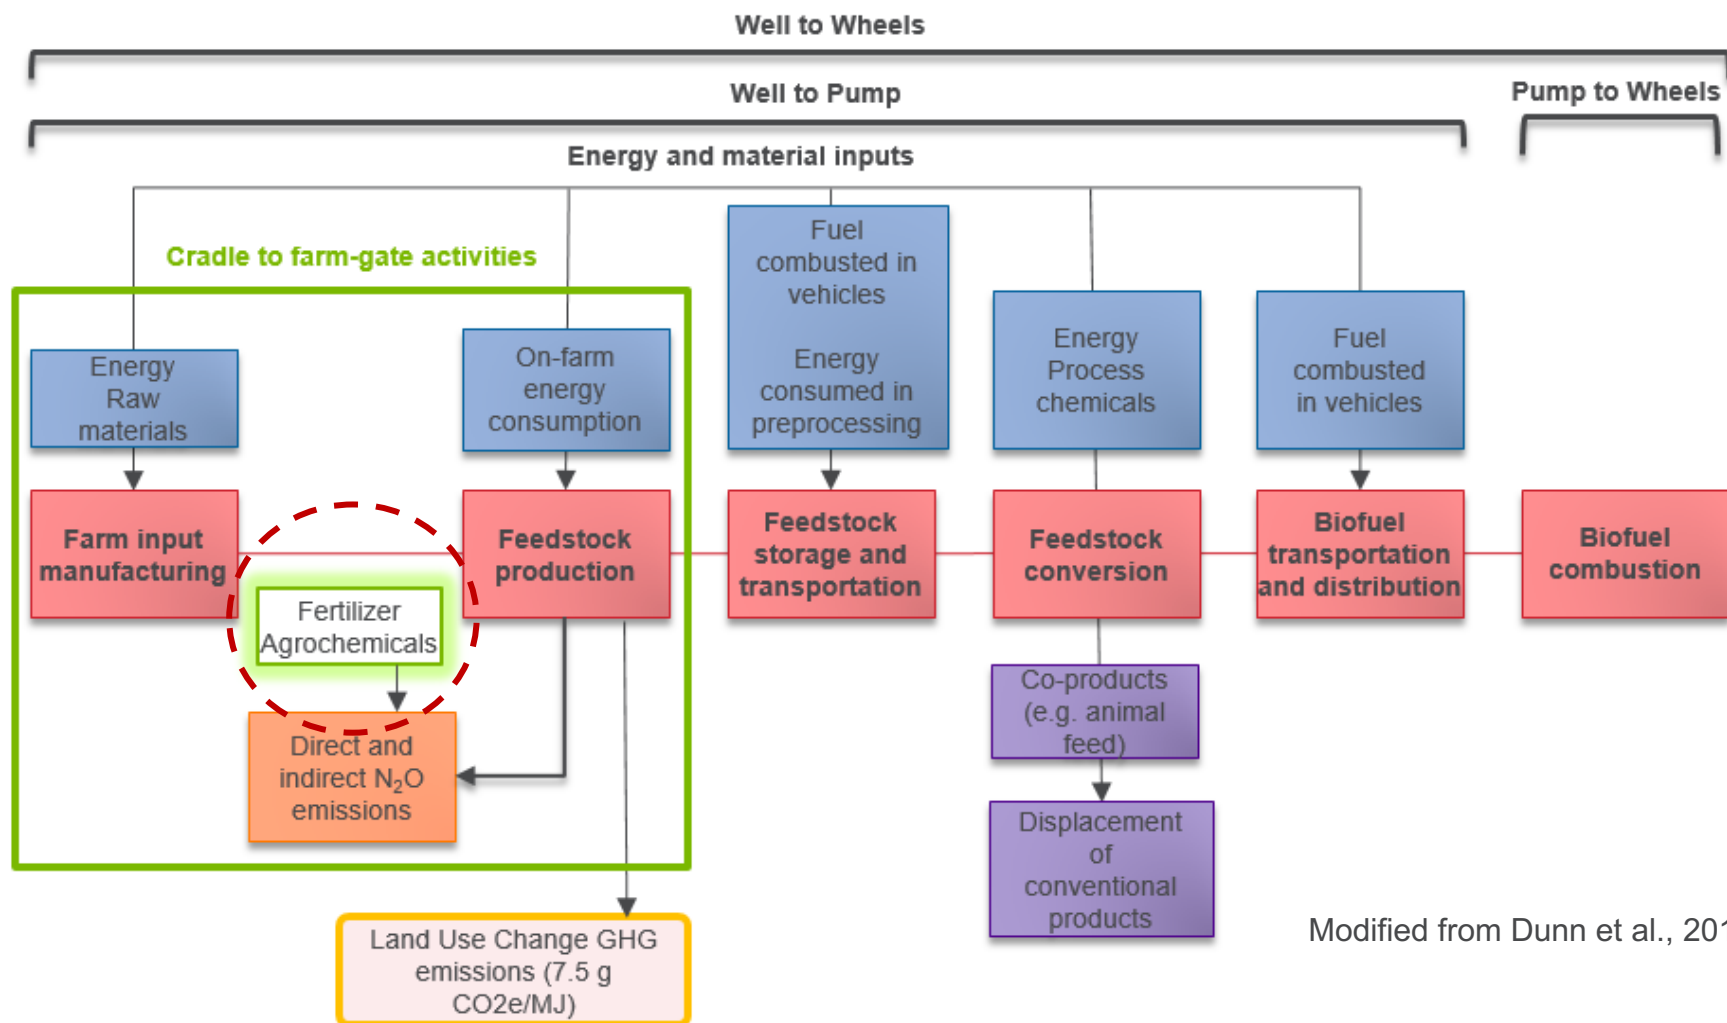 Well to Wheels
Well to Pump
Pump to Wheels
Energy and material inputs
Cradle to farm-gate activities
Energy
Raw
materials
On-farm
energy
consumption
Fuel
combusted in
vehicles
Energy
consumed in
preprocessing
Energy
Process
chemicals
Fuel
combusted
in vehicles
Farm input
manufacturing
Feedstock
production
Feedstock
storage and
transportation
Feedstock
conversion
Biofuel
transportation
and distribution
Biofuel
combustion
Fertilizer
Agrochemicals
Direct and
indirect N₂O
emissions
Co-products
(e.g. animal
feed)
Displacement
of
conventional
products
Land Use Change GHG
emissions (7.5 g
CO2e/MJ)
Modified from Dunn et al.,